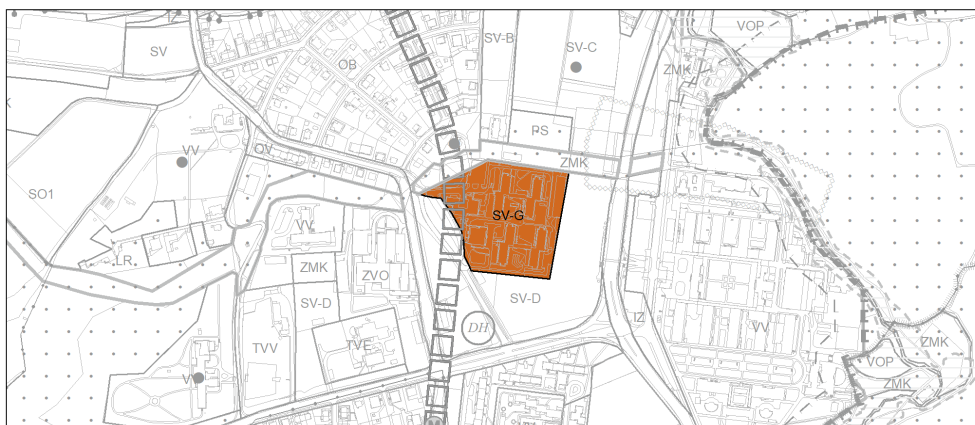 IZ
VOP
SV
SV-B
SV-C
OB
ZMK
VV
PS
OV
ZMK
SO1
SV-G
VV
LR
ZMK
ZVO
SV-D
SV-D
IZ
DH
VV
TVV
TVE
ZMK
VOP
ZMK